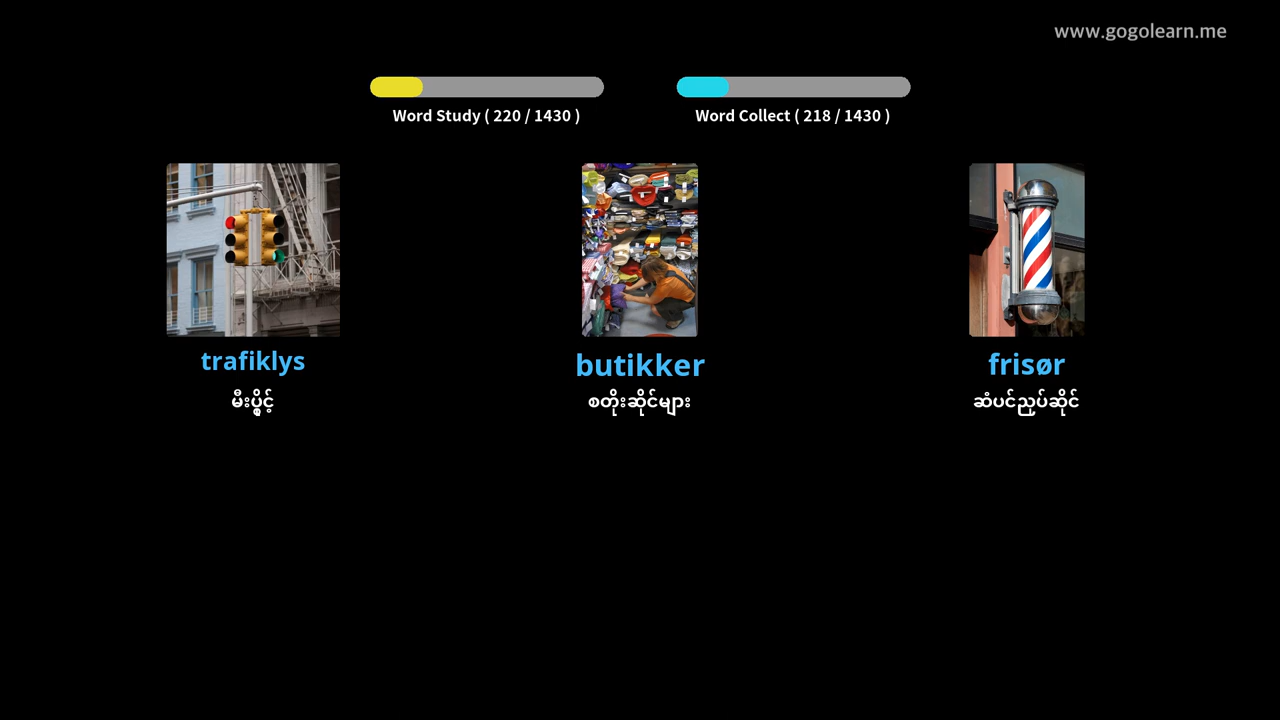 www.gogolearn.me
Word Study ( 220 / 1430 )
Word Collect ( 218 / 1430 )
trafiklys
butikker
frisør
မီးပွိုင့်
စတိုးဆိုင်များ
ဆံပင်ညှပ်ဆိုင်